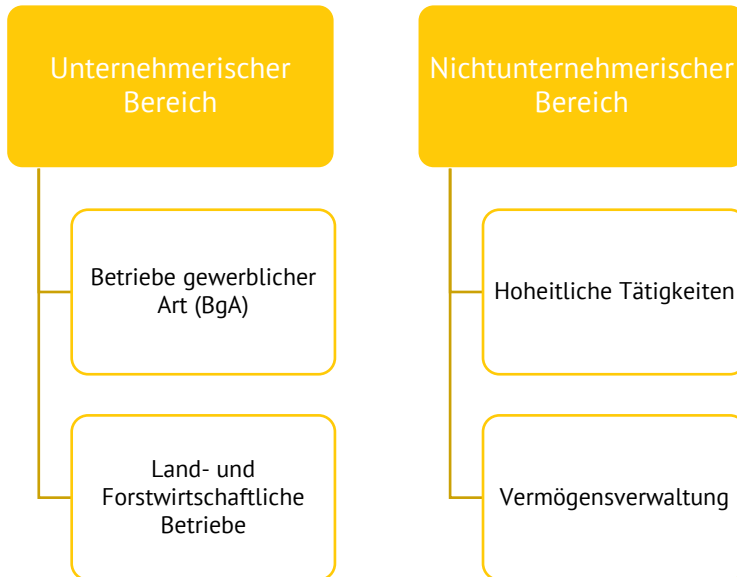 Unternehmerischer
Bereich
Betriebe gewerblicher
Art (BgA)
Land- und
Forstwirtschaftliche
Betriebe
Nichtunternehmerischer
Bereich
Hoheitliche Tätigkeiten
Vermögensverwaltung